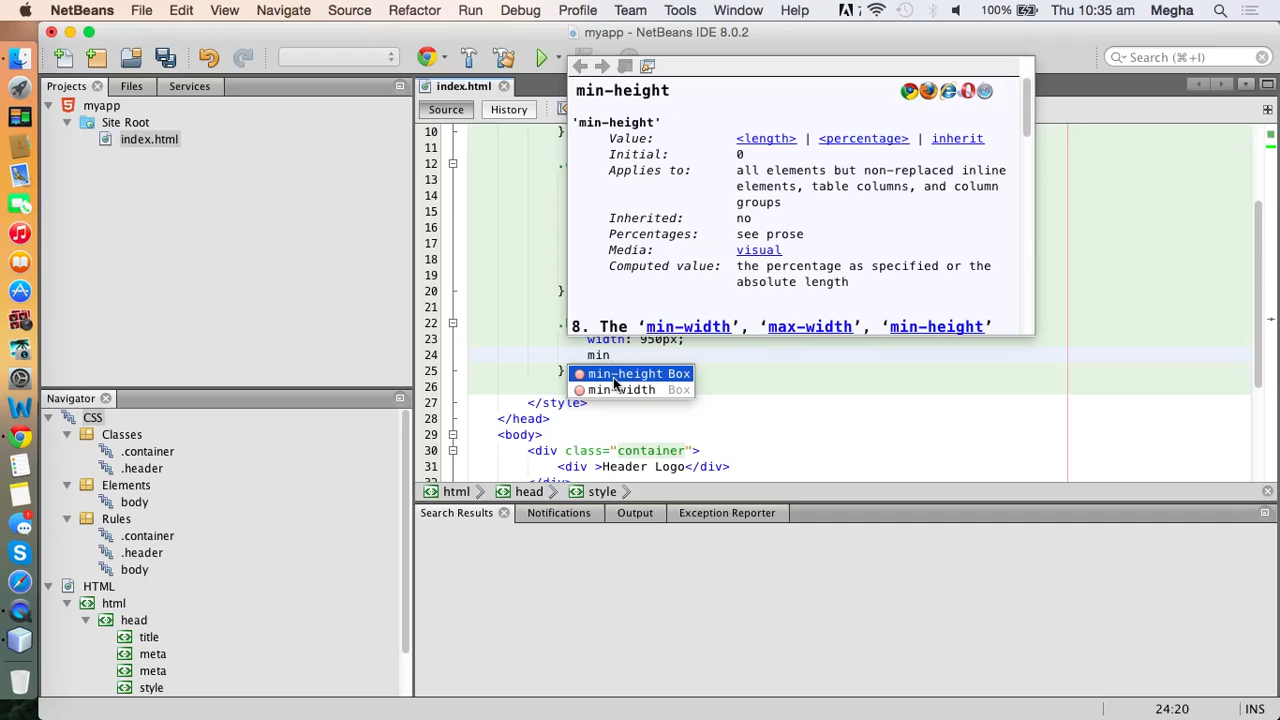 NetBeans File Edit View Navigate Source Refactor Run Debug Profile Team Tools Window Help 7 100% Thu 10:35 am Megha
myapp - NetBeans IDE 8.0.2
Search (⌘+I)
Projects Files Services
myapp
Site Root
index.html
index.html
Source History
min-height
'min-height'
Value: <length> | <percentage> | inherit
Initial: 0
Applies to: all elements but non-replaced inline
elements, table columns, and column
groups
Inherited: no
Percentages: see prose
Media: visual
Computed value: the percentage as specified or the
absolute length
8. The ‘min-width’, ‘max-width’, ‘min-height’
10 }
11
12 .
13
14
15
16
17
18
19
20 }
21
22 .
23 width: 950px;
24 min
25 }
26
27 </style>
28 </head>
29 <body>
30 <div class="container">
31 <div >Header Logo</div>
min-height Box
min-width Box
html head style
Navigator
CSS
Classes
.container
.header
Elements
body
Rules
.container
.header
body
HTML
html
head
title
meta
meta
style
Search Results Notifications Output Exception Reporter
24:20 INS